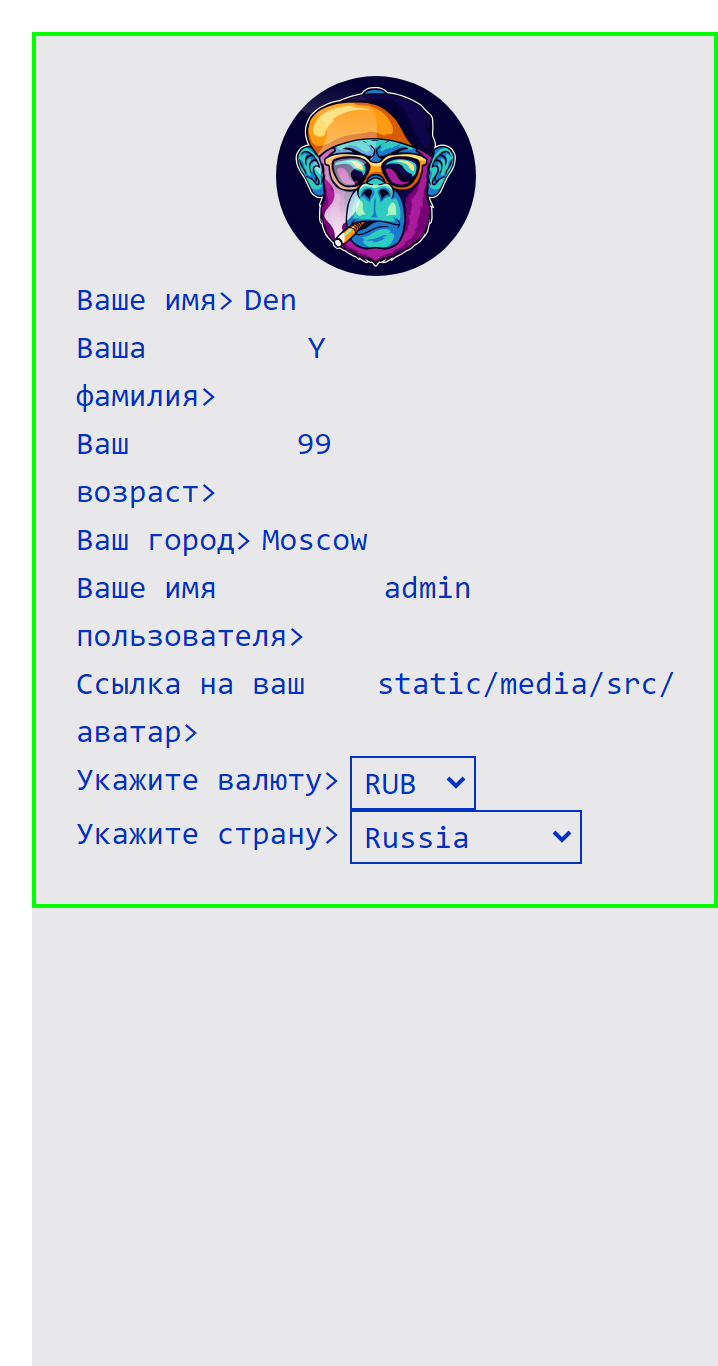 Ваше имя> Den
Ваша Y
фамилия>
Ваш 99
возраст>
Ваш город> Moscow
Ваше имя admin
пользователя>
Ссылка на ваш static/media/src/
аватар>
Укажите валюту> RUB
Укажите страну> Russia